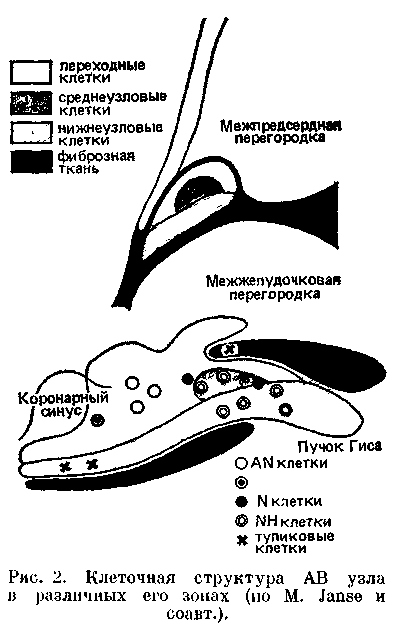 переходные
клетки
среднеузловые
клетки
нижнеузловые
клетки
фиброзная
ткань
Межпредсердная
перегородка
Межжелудочковая
перегородка
Коронарный
синус
Пучок Гиса
AN клетки
N клетки
NH клетки
тупиковые
клетки
Рис. 2. Клеточная структура АВ узла
в различных его зонах (по M. Janse и
соавт.).